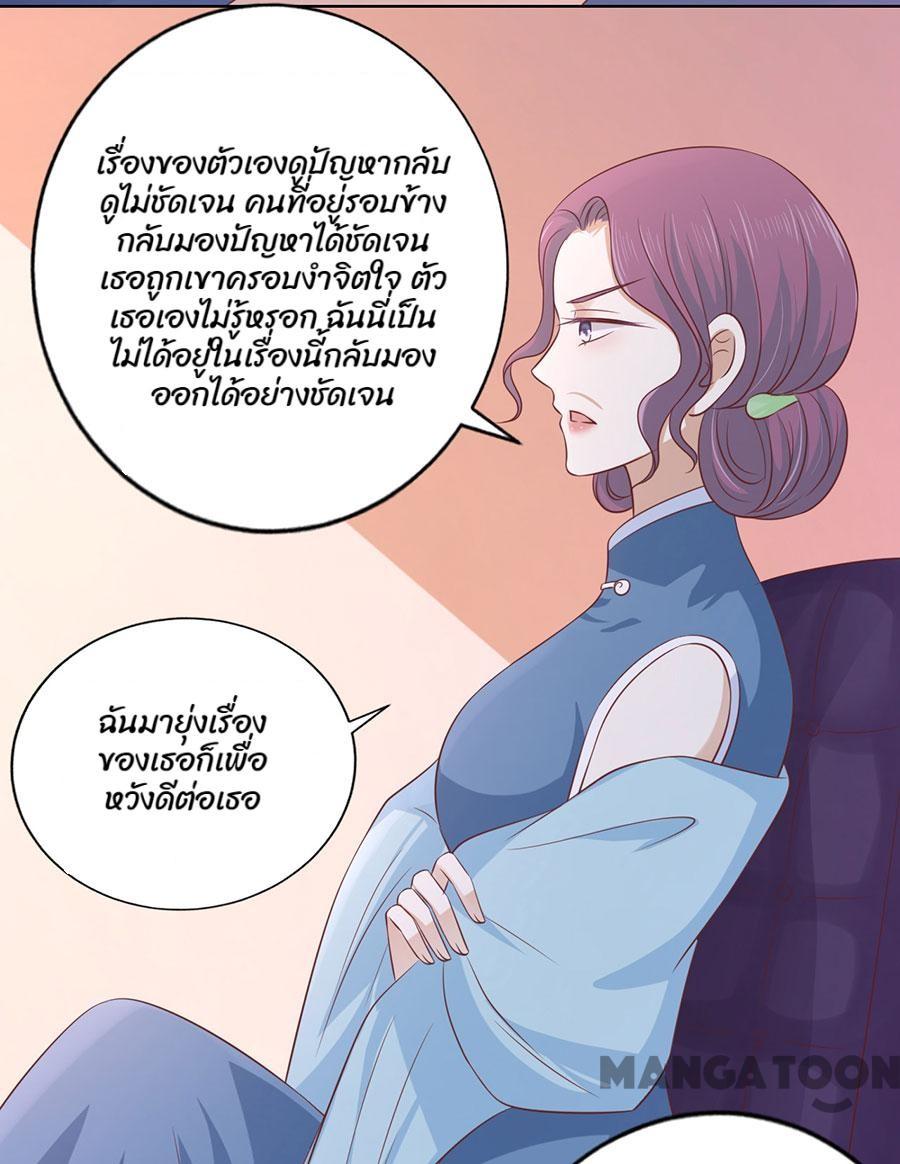 เรื่องของตัวเองดูปัญหากลับ
ดูไม่ชัดเจน คนที่อยู่รอบข้าง
กลับมองปัญหาได้ชัดเจน
เธอถูกเขาครอบงำจิตใจ ตัว
เธอเองไม่รู้หรอก ฉันนี่เป็น
ไม่ได้อยู่ในเรื่องนี้กลับมอง
ออกได้อย่างชัดเจน
ฉันมายุ่งเรื่อง
ของเธอก็เพื่อ
หวังดีต่อเธอ
MANGATOON